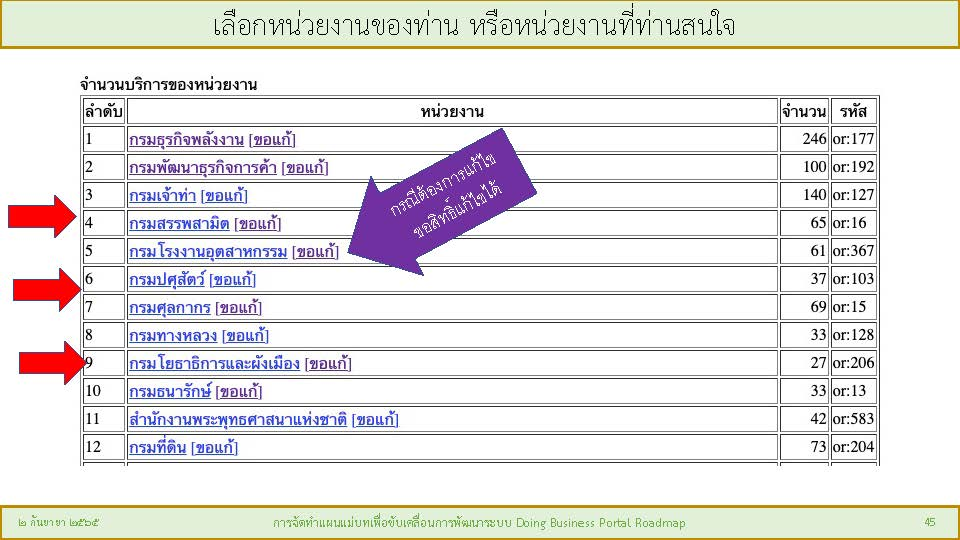 เลือกหน่วยงานของท่าน หรือหน่วยงานที่ท่านสนใจ
จำนวนบริการของหน่วยงาน
ลำดับ หน่วยงาน จำนวน รหัส
1 กรมธุรกิจพลังงาน [ขอแก้] 246 or:177
2 กรมพัฒนาธุรกิจการค้า [ขอแก้] 100 or:192
3 กรมเจ้าท่า [ขอแก้] 140 or:127
4 กรมสรรพสามิต [ขอแก้] 65 or:16
5 กรมโรงงานอุตสาหกรรม [ขอแก้] 61 or:367
6 กรมปศุสัตว์ [ขอแก้] 37 or:103
7 กรมศุลกากร [ขอแก้] 69 or:15
8 กรมทางหลวง [ขอแก้] 33 or:128
9 กรมโยธาธิการและผังเมือง [ขอแก้] 27 or:206
10 กรมธนารักษ์ [ขอแก้] 33 or:13
11 สำนักงานพระพุทธศาสนาแห่งชาติ [ขอแก้] 42 or:583
12 กรมที่ดิน [ขอแก้] 73 or:204
กรณีต้องการแก้ไข
ขอสิทธิ์แก้ไขได้
๒ กันยายา ๒๕๖๕ การจัดทำแผนแม่บทเพื่อขับเคลื่อนการพัฒนาระบบ Doing Business Portal Roadmap 45